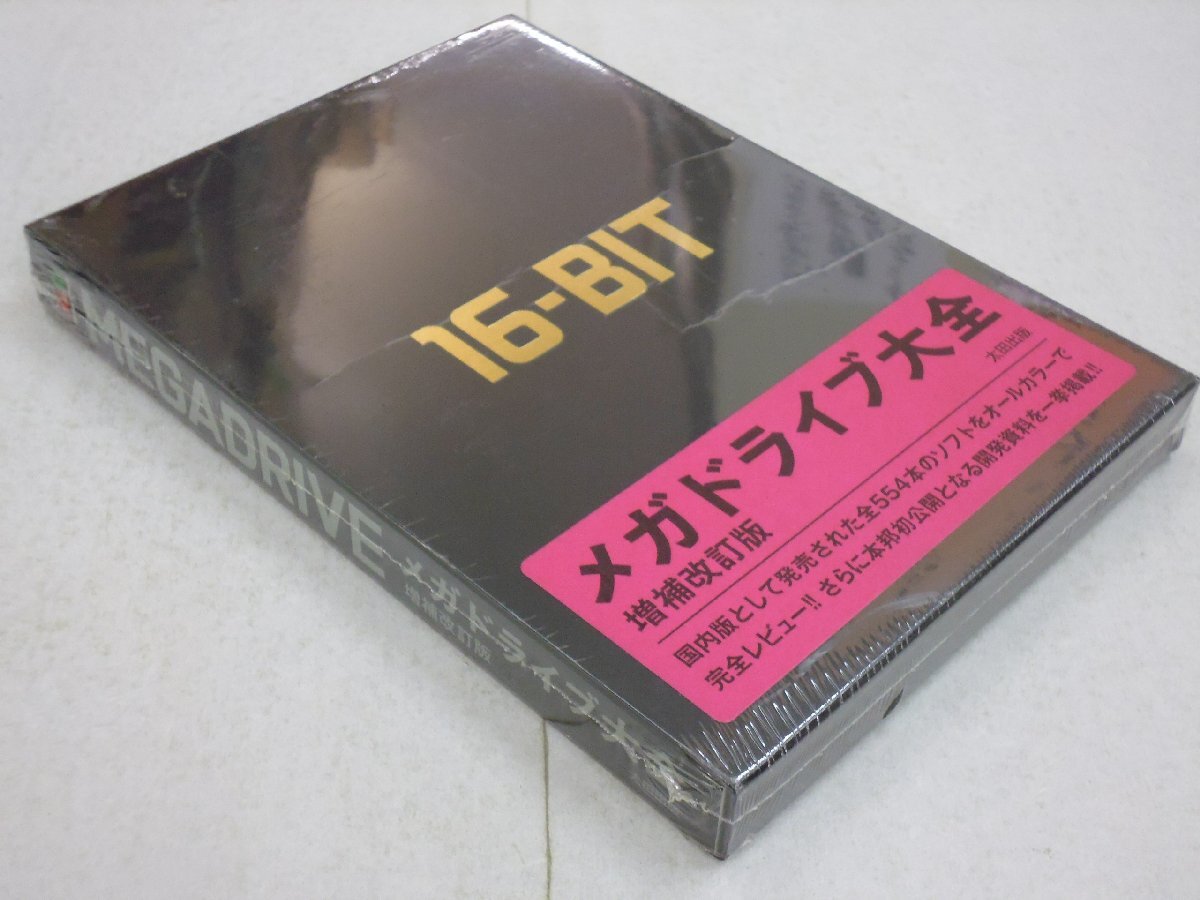 16-BIT
メガドライブ大全
増補改訂版
太田出版
国内版として発売された全554本のソフトをオールカラーで
完全レビュー!! さらに本邦初公開となる開発資料を一挙掲載!!
MEGADRIVE メガドライブ大全
増補改訂版